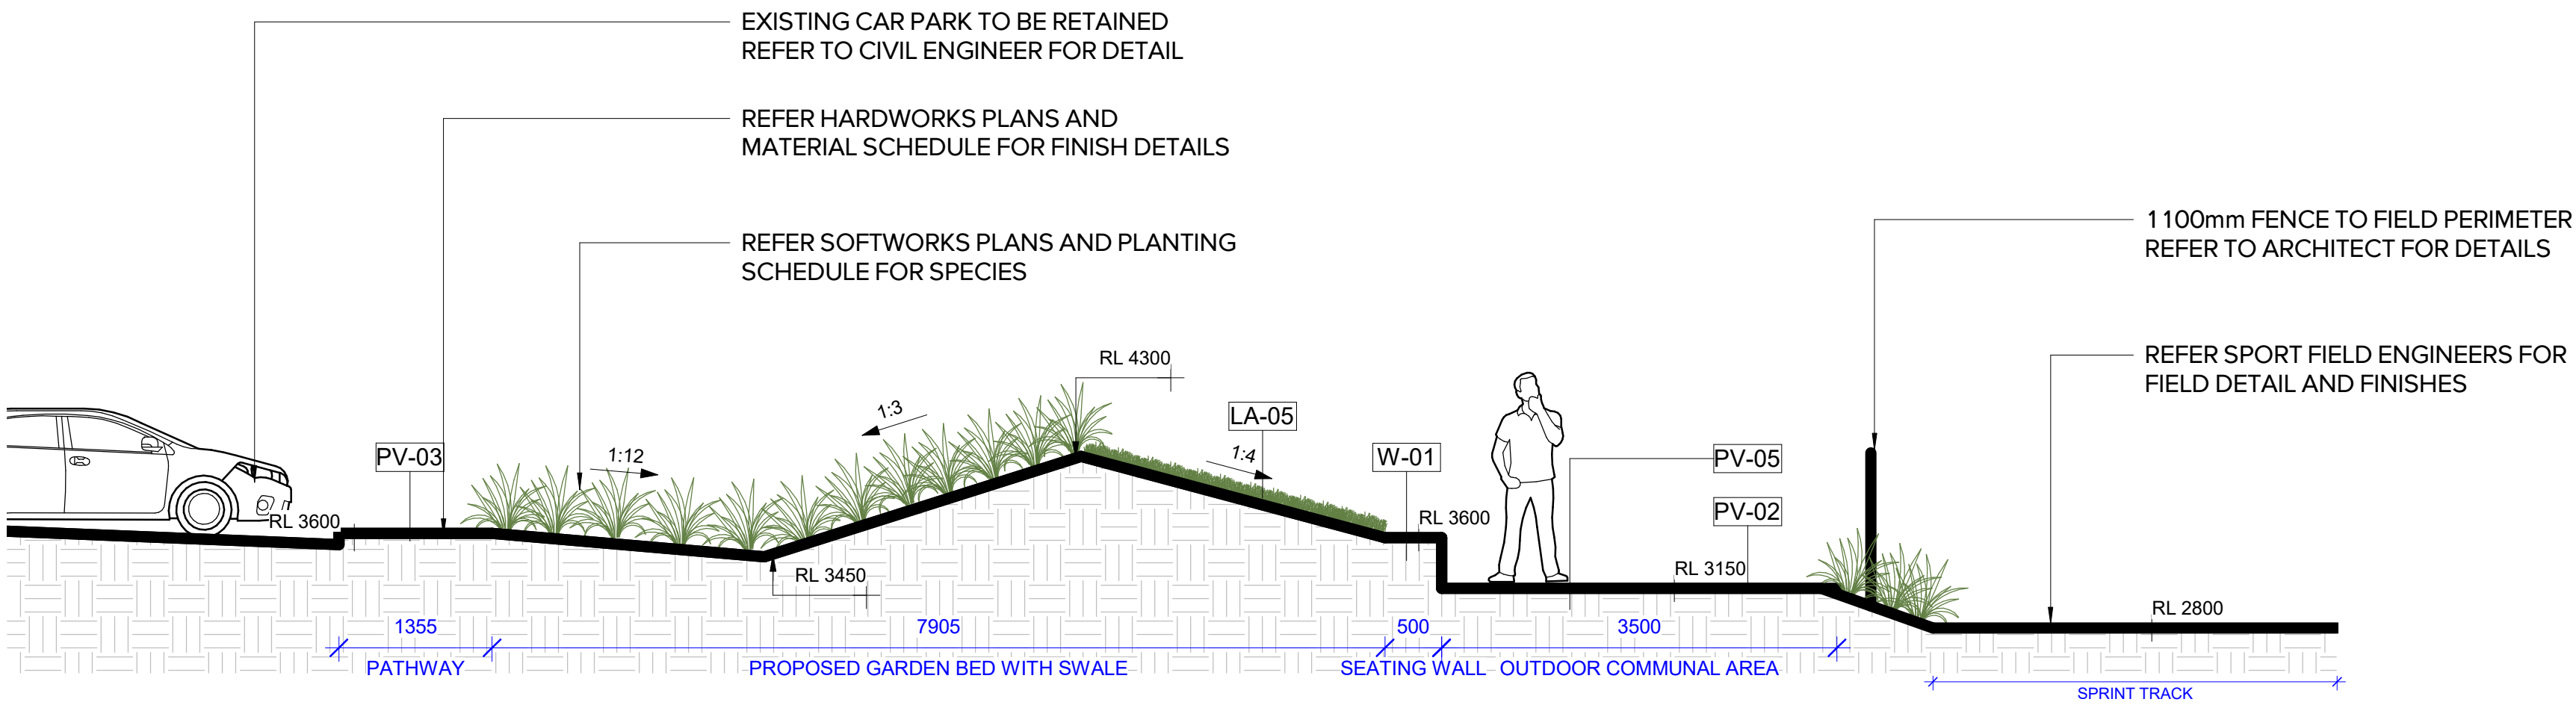 EXISTING CAR PARK TO BE RETAINED
REFER TO CIVIL ENGINEER FOR DETAIL
REFER HARDWORKS PLANS AND
MATERIAL SCHEDULE FOR FINISH DETAILS
REFER SOFTWORKS PLANS AND PLANTING
SCHEDULE FOR SPECIES
1100mm FENCE TO FIELD PERIMETER
REFER TO ARCHITECT FOR DETAILS
REFER SPORT FIELD ENGINEERS FOR
FIELD DETAIL AND FINISHES
RL 4300
1:3
LA-05
PV-03
1:12
1:4
W-01
PV-05
PV-02
RL 3600
RL 3600
RL 3450
RL 3150
RL 2800
1355
7905
500
3500
PATHWAY
PROPOSED GARDEN BED WITH SWALE
SEATING WALL
OUTDOOR COMMUNAL AREA
SPRINT TRACK